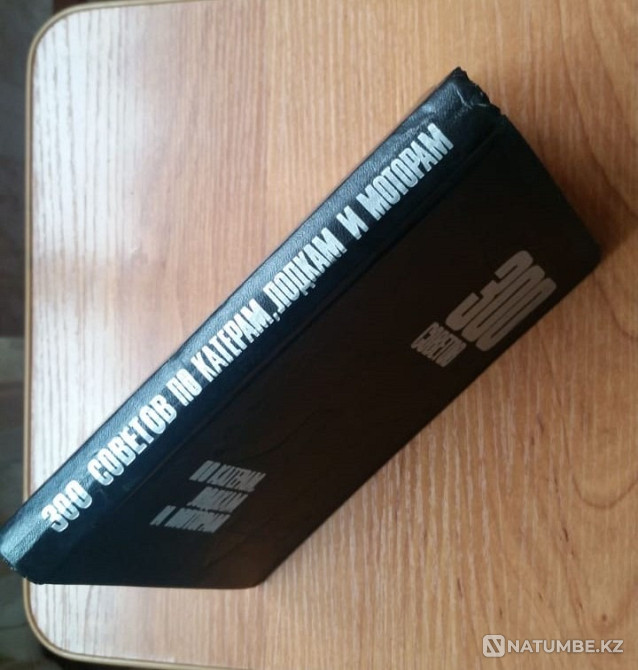 300 СОВЕТОВ ПО КАТЕРАМ, ЛОДКАМ И МОТОРАМ
300
СОВЕТОВ
ПО КАТЕРАМ,
ЛОДКАМ
И МОТОРАМ
NATUMBE.KZ